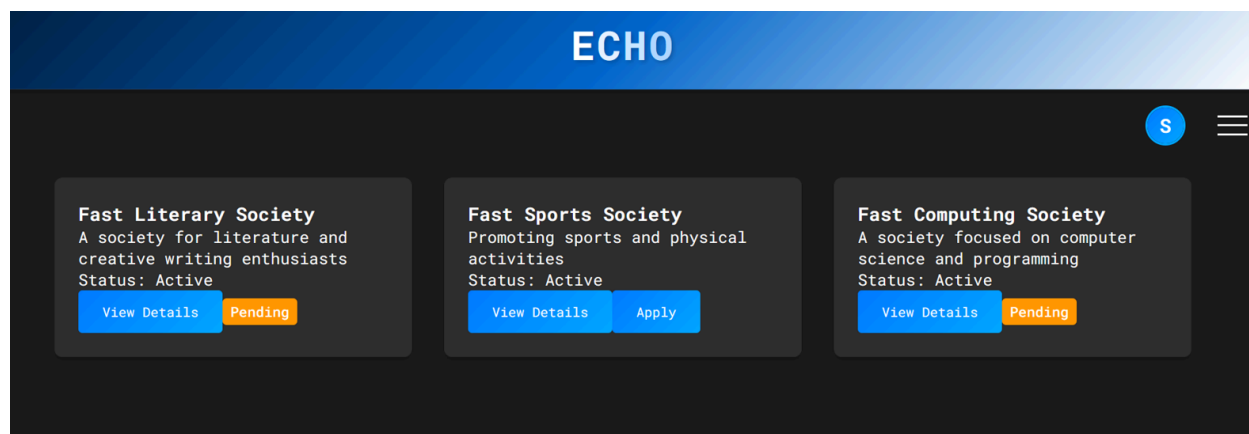 ECHO
S
Fast Literary Society
A society for literature and
creative writing enthusiasts
Status: Active
View Details
Pending
Fast Sports Society
Promoting sports and physical
activities
Status: Active
View Details
Apply
Fast Computing Society
A society focused on computer
science and programming
Status: Active
View Details
Pending